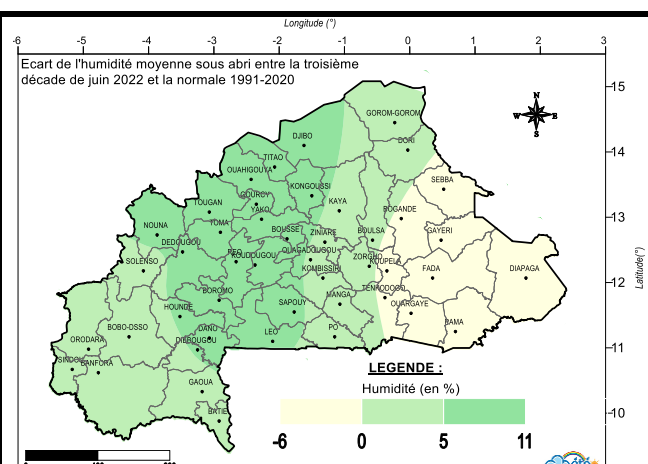 Longitude (°)
-6 -5 -4 -3 -2 -1 0 1 2 3
Ecart de l'humidité moyenne sous abri entre la troisième
décade de juin 2022 et la normale 1991-2020
N
W E
S
15
GOROM-GOROM
DJIBO
DORI
14
TITAO
OUAHIGOUYA
SEBBA
KONGOUSSI
GOURCY
TOUGAN
KAYA
YAKO
BOGANDE
13
NOUNA
TOMA
BOUSSE
ZINIARE
BOULSA
GAYERI
DEDOUGOU
OUAGADOUGOU
SOLENSO
REO
KOUDOUGOU
ZORGHO
KOUPELA
KOMBISSIRI
FADA
DIAPAGA
12
Latitude(°)
BOROMO
TENKODOGO
MANGA
HOUNDE
SAPOUY
OUARGAYE
BOBO-DSSO
DANO
LEO
PO
PAMA
ORODARA
DIEBOUGOU
11
SINDOU
BANFORA
LEGENDE :
GAOUA
Humidité (en %)
BATIE
10
-6 0 5 11